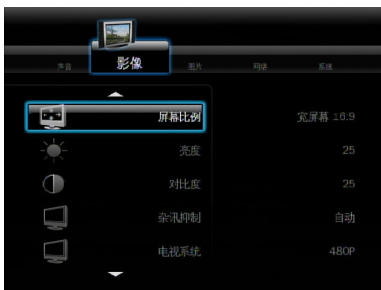 声音 影像 图片 网络 系统
屏幕比例 宽屏幕 16:9
亮度 25
对比度 25
杂讯抑制 自动
电视系统 480P